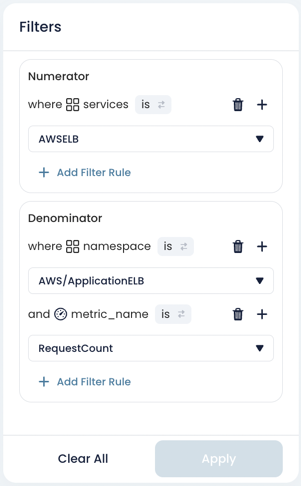 Filters
Numerator
where services is
AWSELB
+ Add Filter Rule
Denominator
where namespace is
AWS/ApplicationELB
and metric_name is
RequestCount
+ Add Filter Rule
Clear All Apply